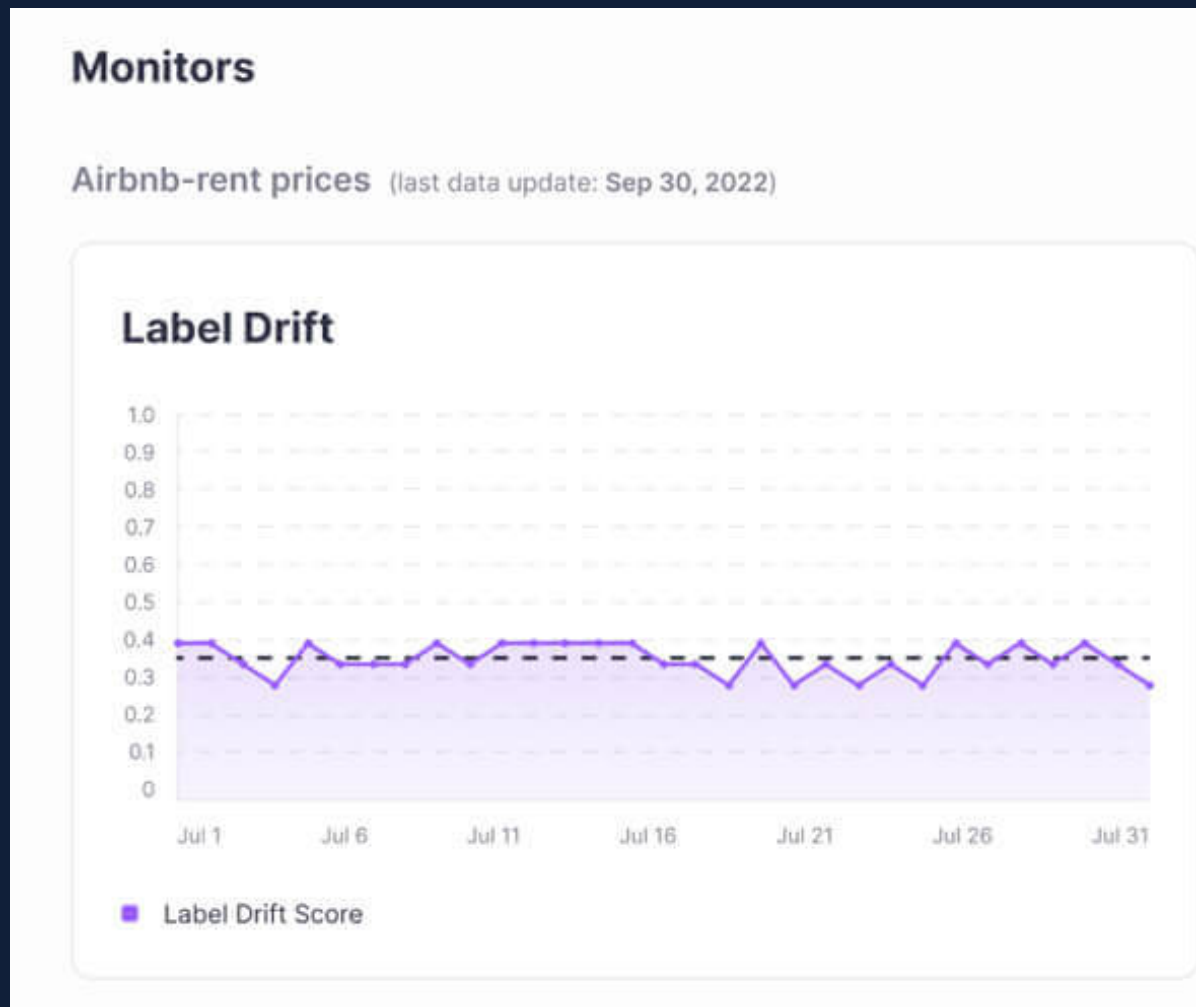 Monitors
Airbnb-rent prices (last data update: Sep 30, 2022)
Label Drift
1.0
0.9
0.8
0.7
0.6
0.5
0.4
0.3
0.2
0.1
0
Jul 1 Jul 6 Jul 11 Jul 16 Jul 21 Jul 26 Jul 31
Label Drift Score